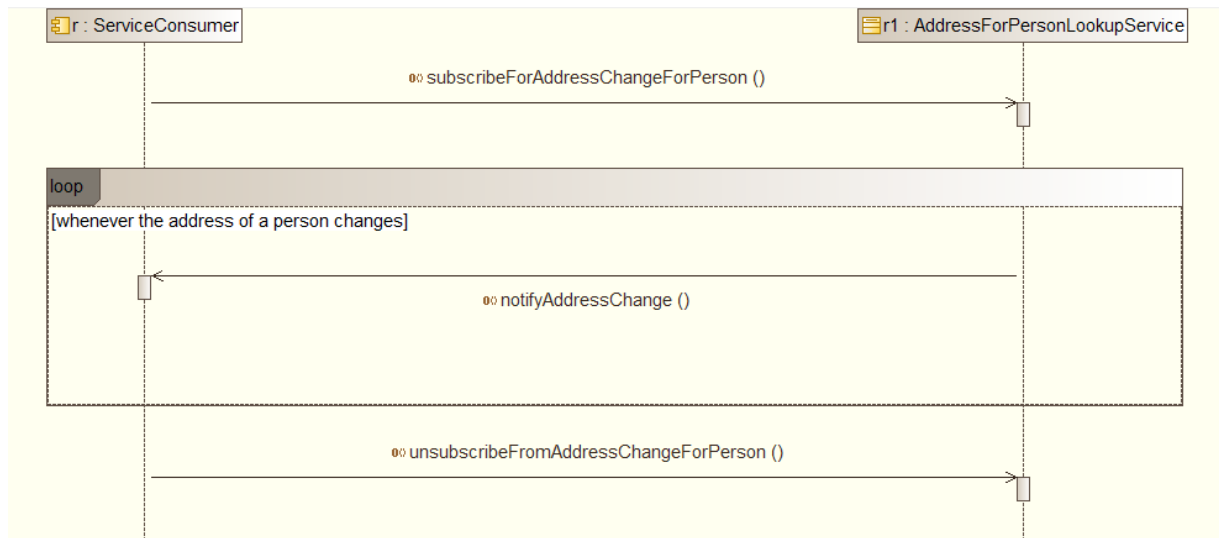 r : ServiceConsumer
r1 : AddressForPersonLookupService
subscribeForAddressChangeForPerson ()
loop
[whenever the address of a person changes]
notifyAddressChange ()
unsubscribeFromAddressChangeForPerson ()